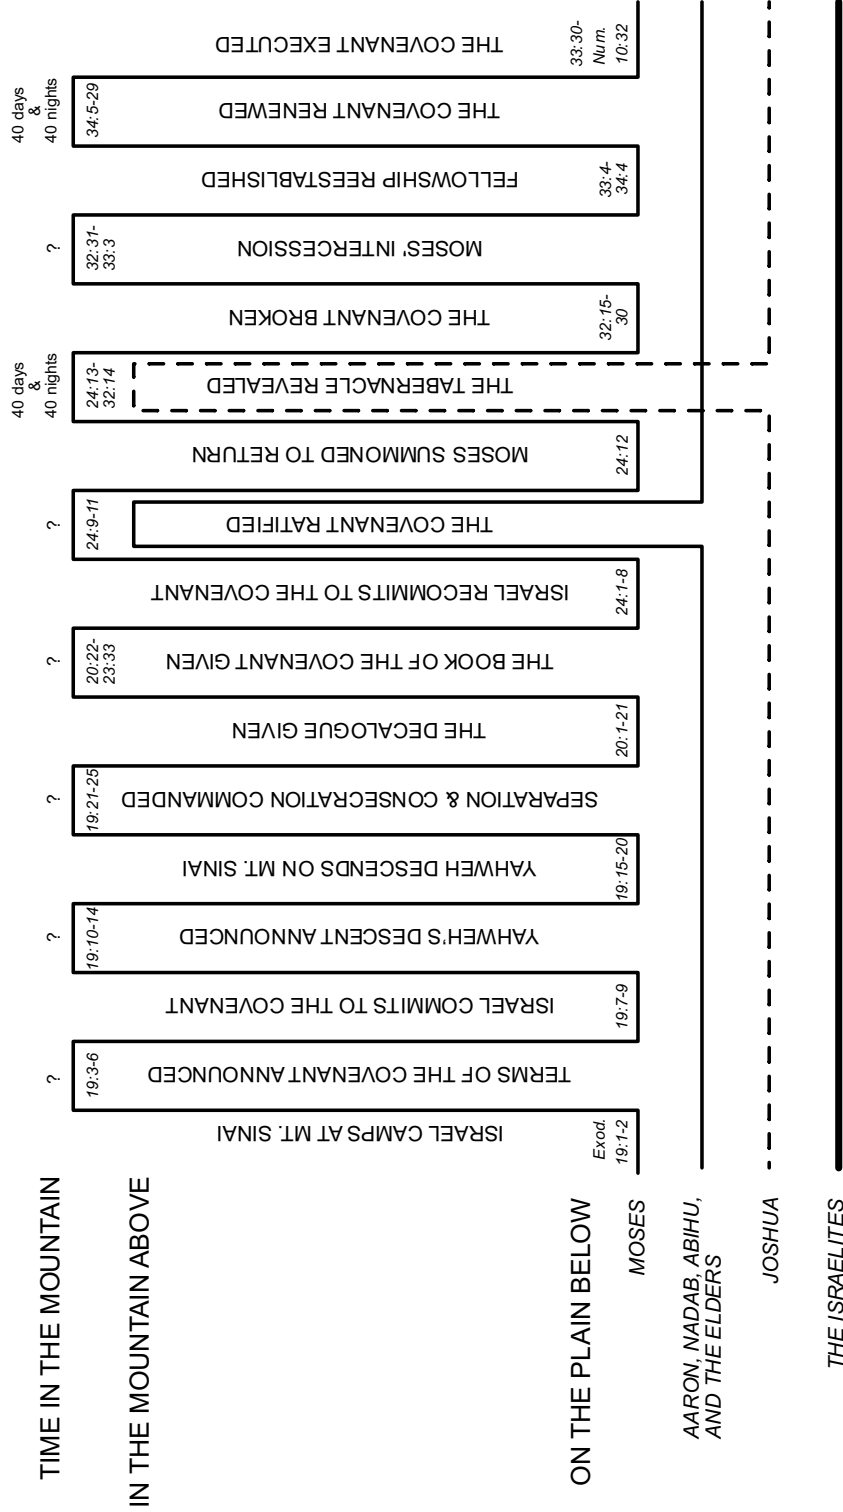 TIME IN THE MOUNTAIN
?
?
?
?
?
40 days
&
40 nights
?
40 days
&
40 nights
IN THE MOUNTAIN ABOVE
19:3-6
19:10-14
19:21-25
20:22-
23:33
24:9-11
24:13-
32:14
32:31-
33:3
34:5-29
ISRAEL CAMPS AT MT. SINAI
TERMS OF THE COVENANT ANNOUNCED
ISRAEL COMMITS TO THE COVENANT
YAHWEH'S DESCENT ANNOUNCED
YAHWEH DESCENDS ON MT. SINAI
SEPARATION & CONSECRATION COMMANDED
THE DECALOGUE GIVEN
THE BOOK OF THE COVENANT GIVEN
ISRAEL RECOMMITS TO THE COVENANT
THE COVENANT RATIFIED
MOSES SUMMONED TO RETURN
THE TABERNACLE REVEALED
THE COVENANT BROKEN
MOSES' INTERCESSION
FELLOWSHIP REESTABLISHED
THE COVENANT RENEWED
THE COVENANT EXECUTED
ON THE PLAIN BELOW
Exod.
19:1-2
19:7-9
19:15-20
20:1-21
24:1-8
24:12
32:15-
30
33:4-
34:4
33:30-
Num.
10:32
MOSES
AARON, NADAB, ABIHU,
AND THE ELDERS
JOSHUA
THE ISRAELITES